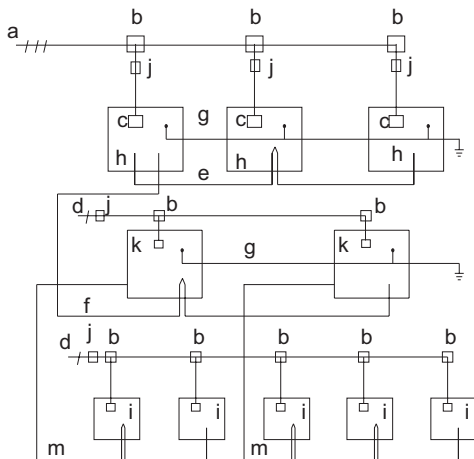 b b b
a
j j j
c g c c
h e h h
d j b b
k g k
f
d j b b b b b
i i i i i
m m